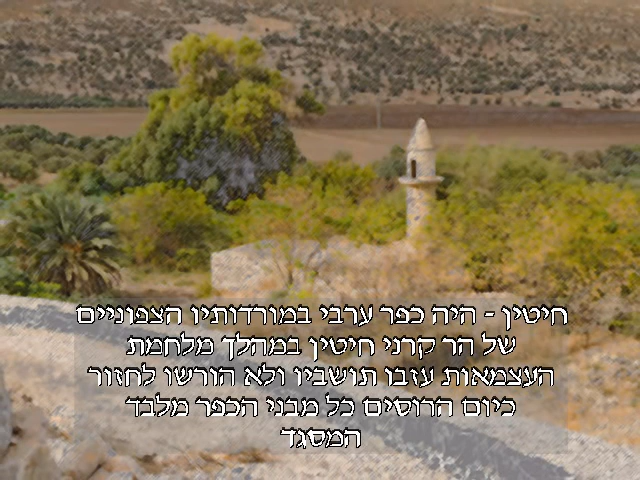 חיטין - היה כפר ערבי במורדותיו הצפוניים
של הר קרני חיטין במהלך מלחמת
העצמאות עזבו תושביו ולא הורשו לחזור
כיום הרוסים כל מבני הכפר מלבד
המסגד